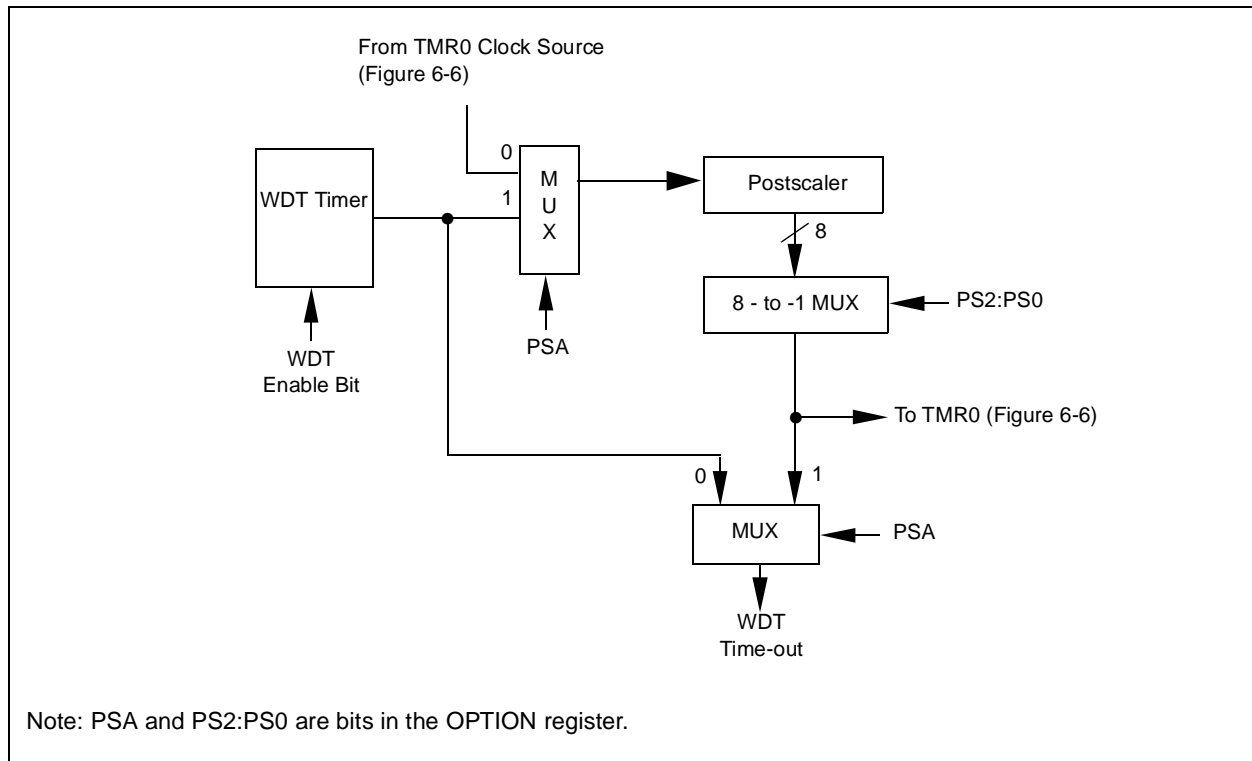 From TMR0 Clock Source
(Figure 6-6)
0
1
WDT Timer
M
U
X
Postscaler
8
8 - to -1 MUX
PS2:PS0
PSA
WDT
Enable Bit
To TMR0 (Figure 6-6)
0
1
MUX
PSA
WDT
Time-out
Note: PSA and PS2:PS0 are bits in the OPTION register.